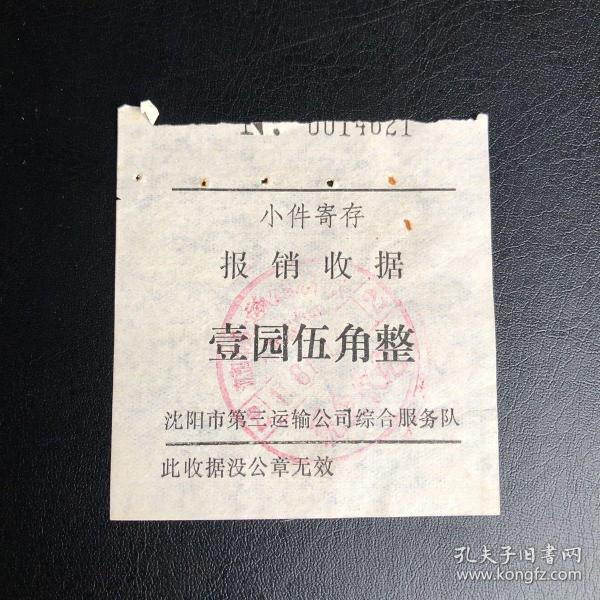 小件寄存
报销收据
壹园伍角整
沈阳市第三运输公司综合服务队
此收据没公章无效
孔夫子旧书网
www.kongfz.com